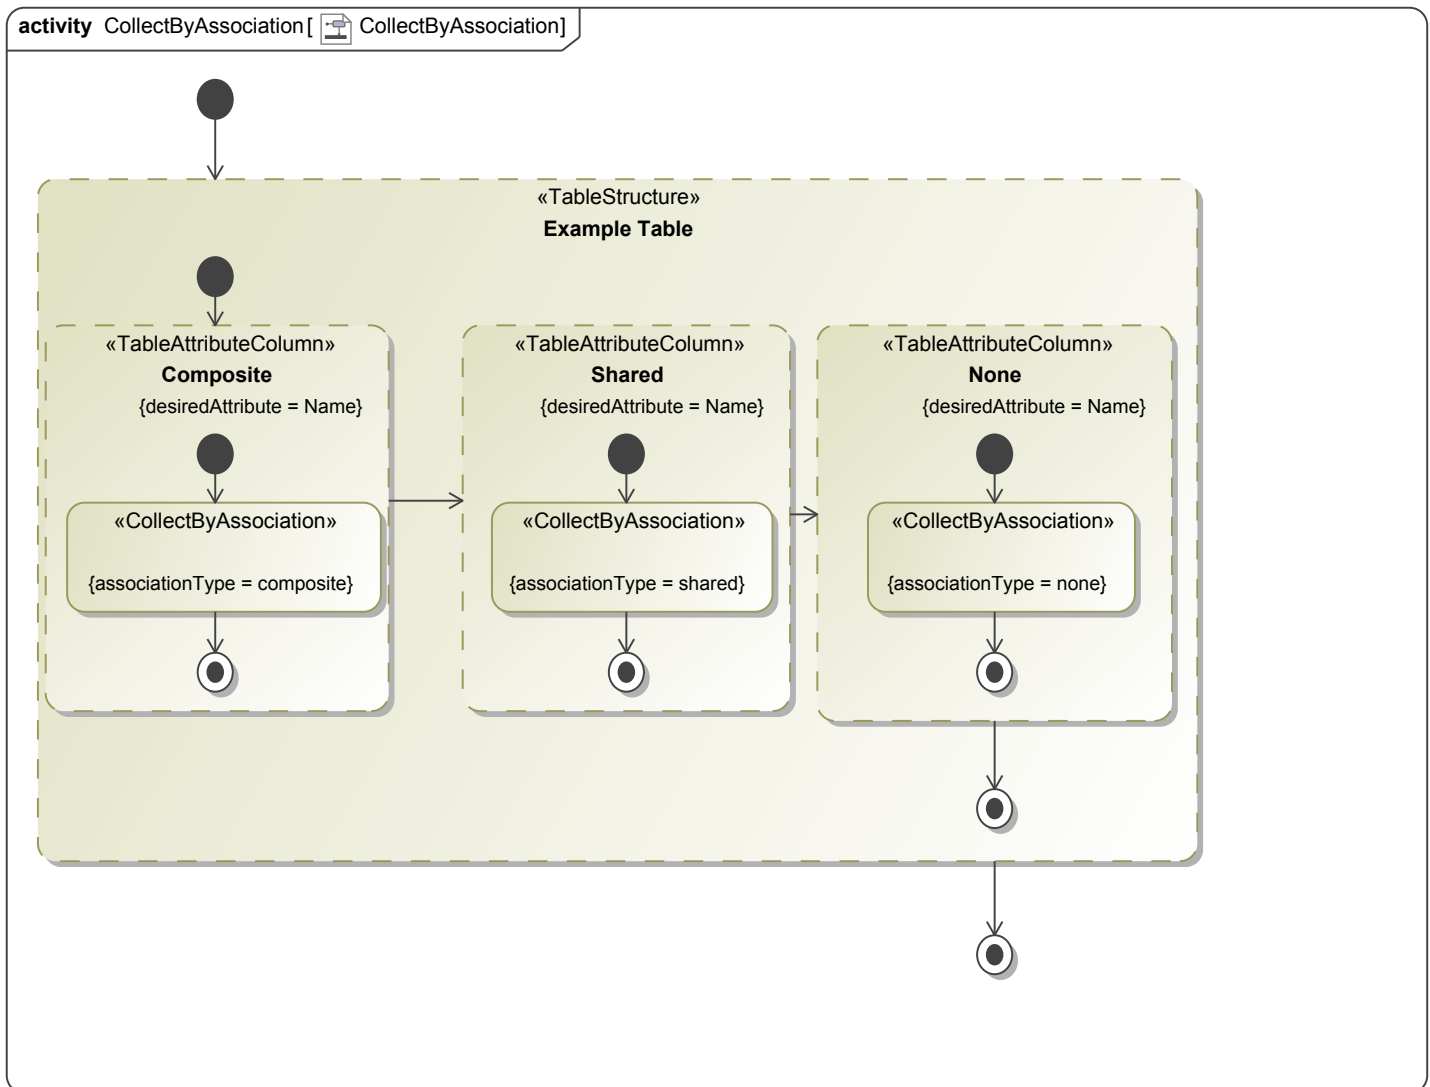 activity CollectByAssociation[ CollectByAssociation]
«TableStructure»
Example Table
«TableAttributeColumn»
Composite
{desiredAttribute = Name}
«CollectByAssociation»
{associationType = composite}
«TableAttributeColumn»
Shared
{desiredAttribute = Name}
«CollectByAssociation»
{associationType = shared}
«TableAttributeColumn»
None
{desiredAttribute = Name}
«CollectByAssociation»
{associationType = none}